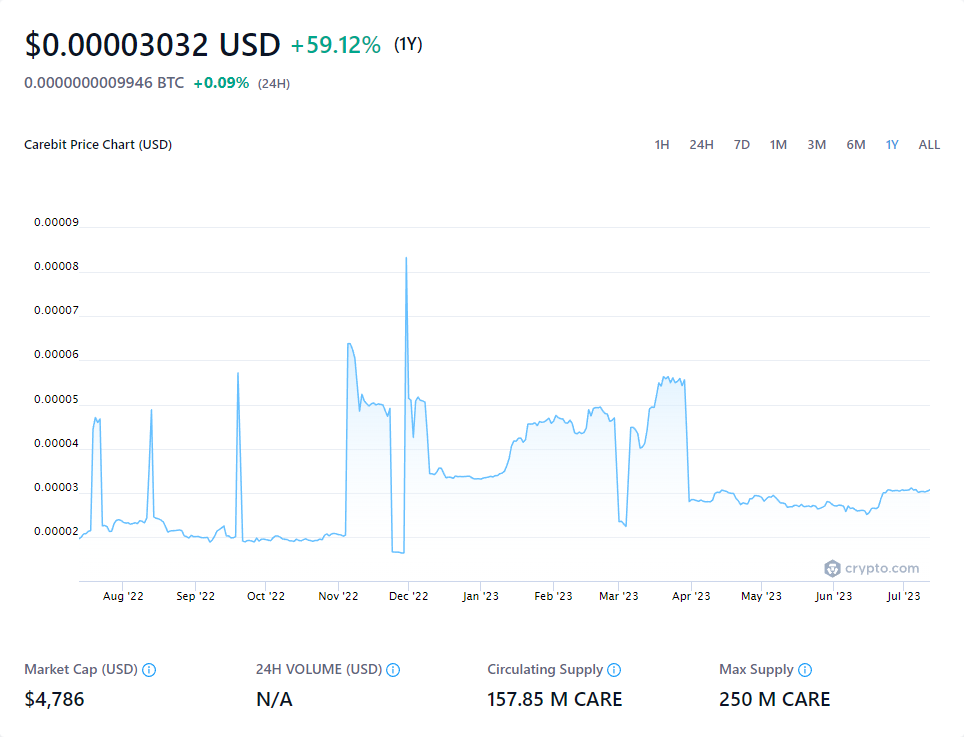 $0.00003032 USD +59.12% (1Y)
0.0000000009946 BTC +0.09% (24H)
Carebit Price Chart (USD) 1H 24H 7D 1M 3M 6M 1Y ALL
0.00009
0.00008
0.00007
0.00006
0.00005
0.00004
0.00003
0.00002
crypto.com
Aug '22 Sep '22 Oct '22 Nov '22 Dec '22 Jan '23 Feb '23 Mar '23 Apr '23 May '23 Jun '23 Jul '23
Market Cap (USD) 24H VOLUME (USD) Circulating Supply Max Supply
$4,786 N/A 157.85 M CARE 250 M CARE